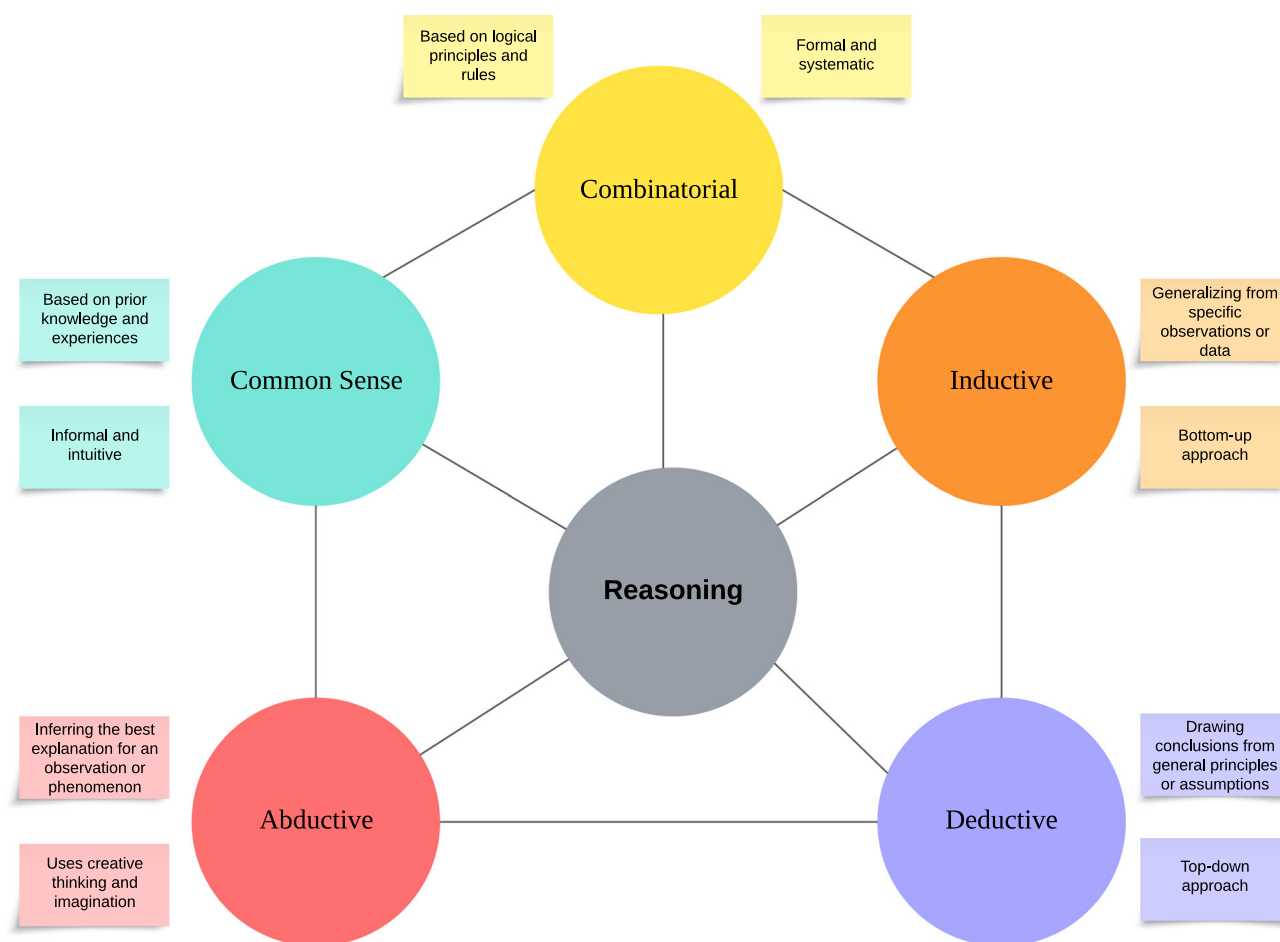 Based on logical
principles and
rules
Formal and
systematic
Combinatorial
Based on prior
knowledge and
experiences
Informal and
intuitive
Common Sense
Inductive
Generalizing from
specific
observations or
data
Bottom-up
approach
Reasoning
Inferring the best
explanation for an
observation or
phenomenon
Uses creative
thinking and
imagination
Abductive
Deductive
Drawing
conclusions from
general principles
or assumptions
Top-down
approach